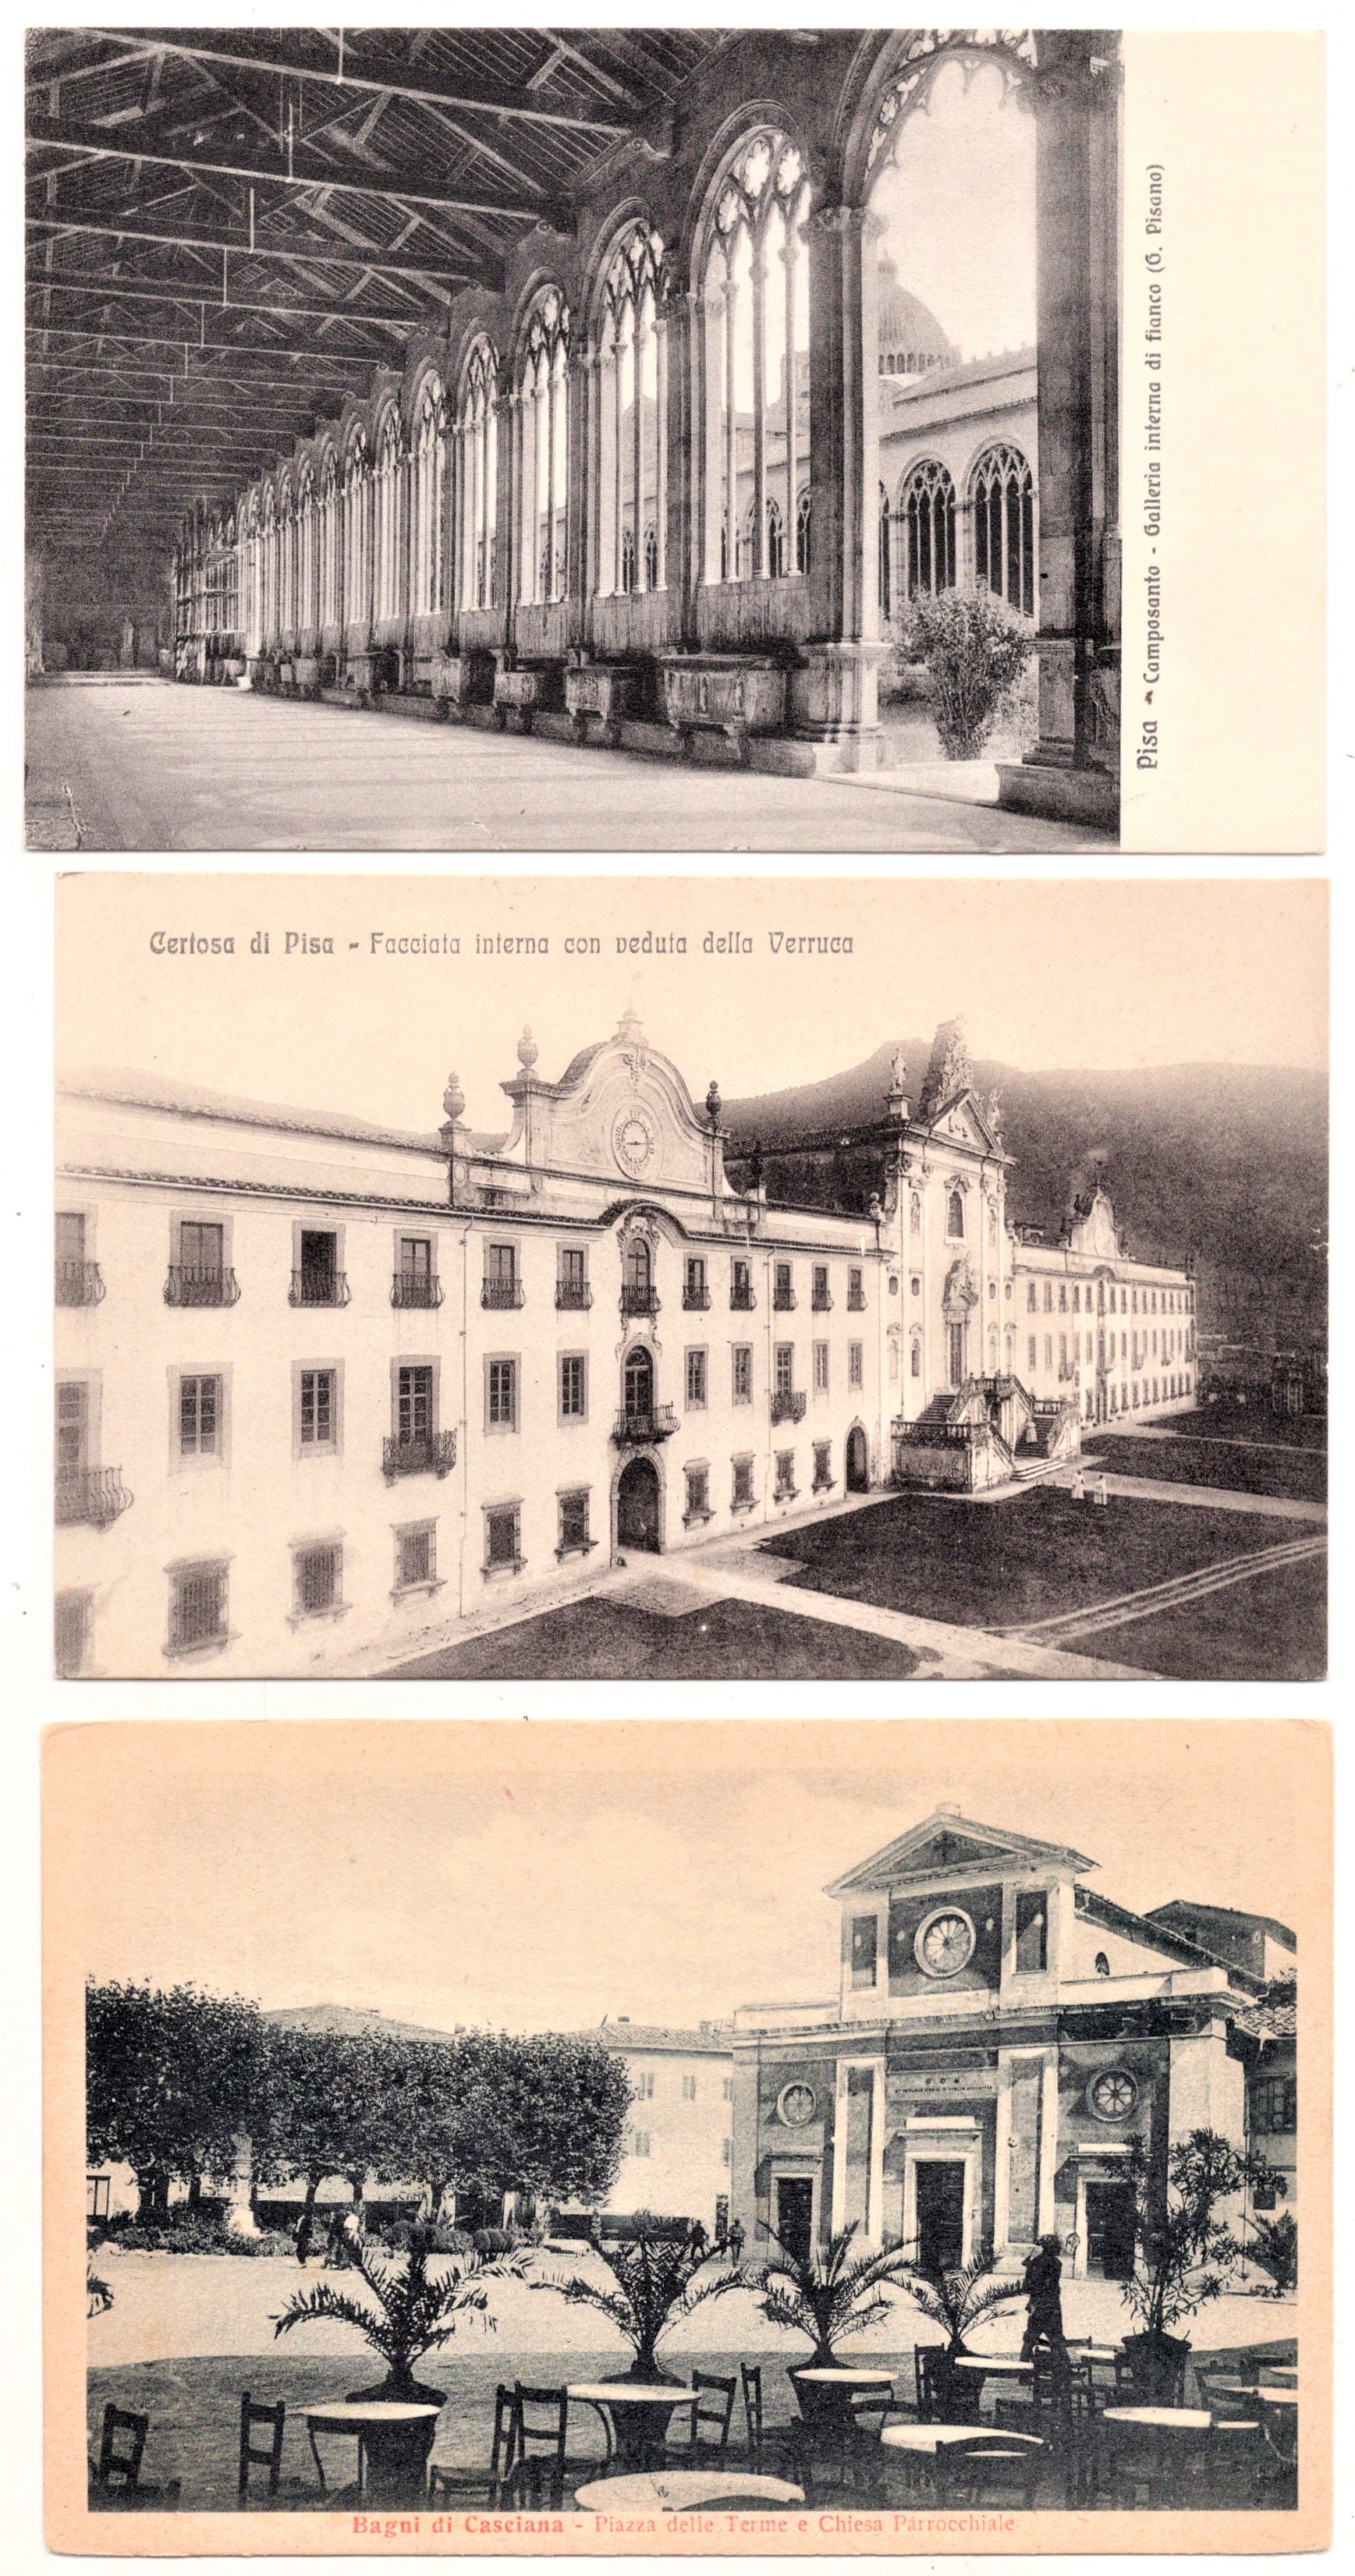 Pisa - Camposanto - Galleria interna di fianco (G. Pisano)
Certosa di Pisa - Facciata interna con veduta della Verruca
D O M
Bagni di Casciana - Piazza delle Terme e Chiesa Parrocchiale